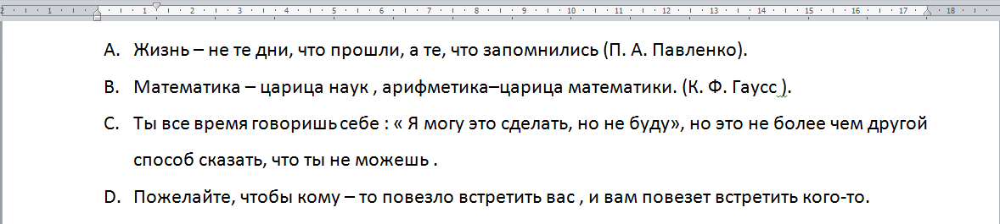 2 1 1 2 3 4 5 6 7 8 9 10 11 12 13 14 15 16 17 18
A. Жизнь – не те дни, что прошли, а те, что запомнились (П. А. Павленко).
B. Математика – царица наук , арифметика–царица математики. (К. Ф. Гаусс ).
C. Ты все время говоришь себе : « Я могу это сделать, но не буду», но это не более чем другой
способ сказать, что ты не можешь .
D. Пожелайте, чтобы кому – то повезло встретить вас , и вам повезет встретить кого-то.